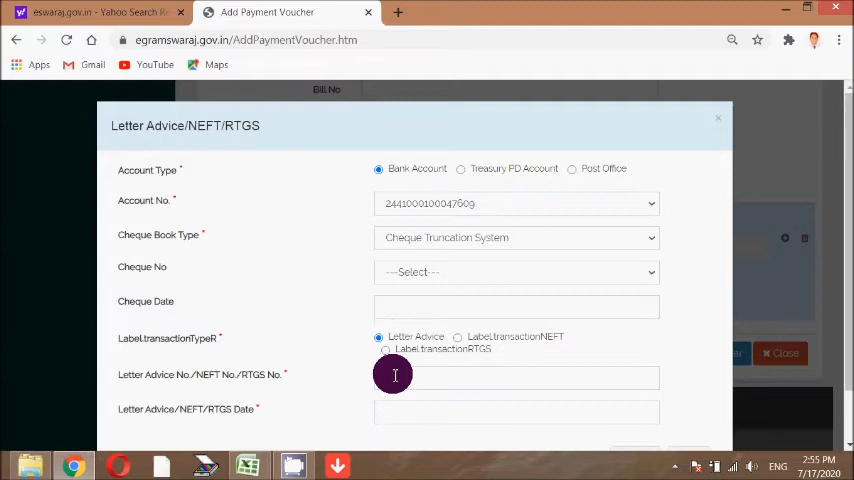 eswaraj.gov.in - Yahoo Search Re
Add Payment Voucher
egramswaraj.gov.in/AddPaymentVoucher.htm
Apps
Gmail
YouTube
Maps
Bill No
Letter Advice/NEFT/RTGS
Account Type *
Bank Account
Treasury PD Account
Post Office
Account No. *
2441000100047609
Cheque Book Type *
Cheque Truncation System
Cheque No
---Select---
Cheque Date
Label.transactionTypeR *
Letter Advice
Label.transactionNEFT
Label.transactionRTGS
Letter Advice No./NEFT No./RTGS No. *
Letter Advice/NEFT/RTGS Date *
Close
ENG
2:55 PM
7/17/2020